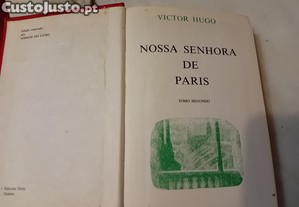 CustoJusto.pt
VICTOR HUGO
NOSSA SENHORA
DE
PARIS
TOMO SEGUNDO